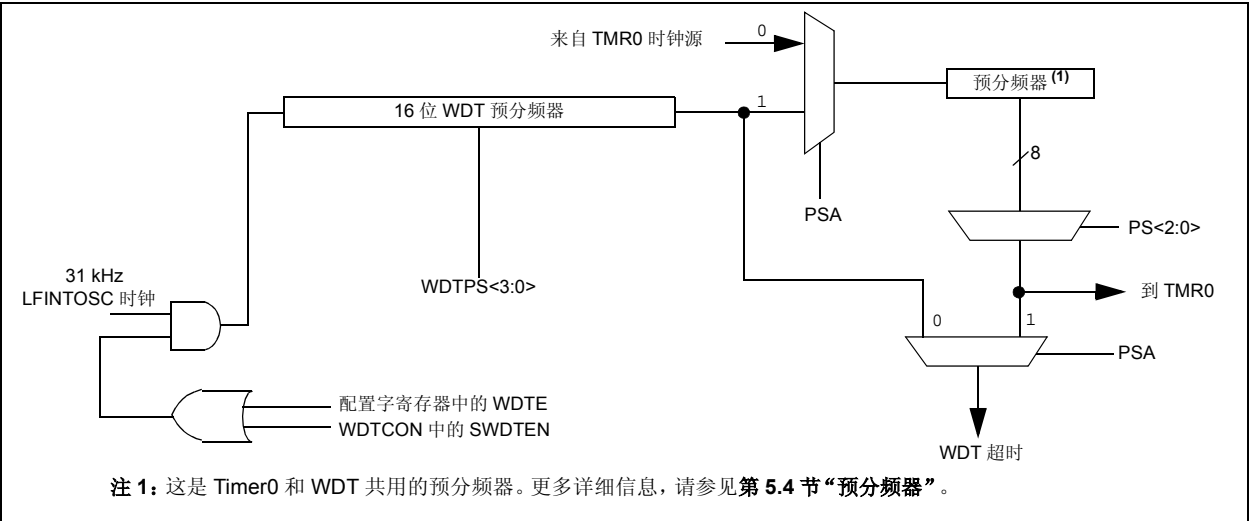 来自 TMR0 时钟源
0
预分频器(1)
16 位 WDT 预分频器
1
8
PSA
PS<2:0>
31 kHz
LFINTOSC 时钟
WDTPS<3:0>
到 TMR0
0
1
PSA
配置字寄存器中的 WDTE
WDTCON 中的 SWDTEN
WDT 超时
注 1: 这是 Timer0 和 WDT 共用的预分频器。更多详细信息，请参见第 5.4 节“预分频器”。